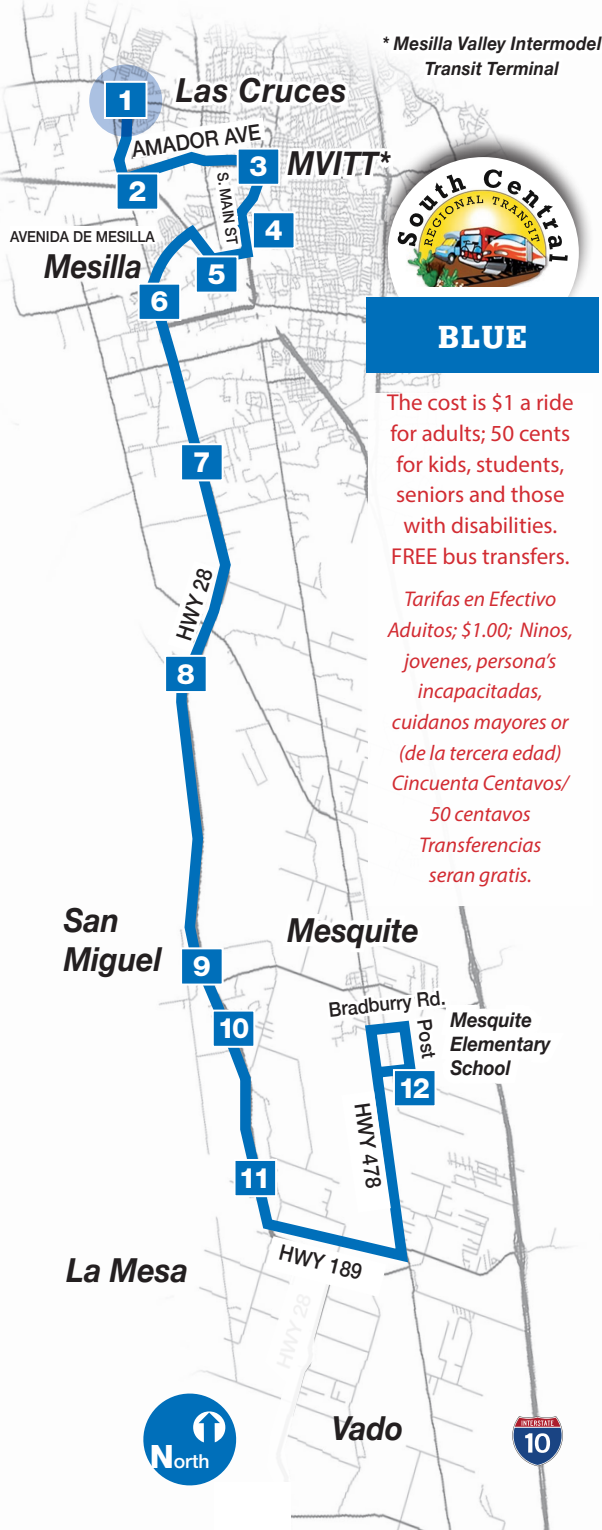 * Mesilla Valley Intermodel
Transit Terminal
1
Las Cruces
AMADOR AVE
2
3
MVITT*
S. MAIN ST
4
South Central
REGIONAL TRANSIT
AVENIDA DE MESILLA
Mesilla
5
6
BLUE
The cost is $1 a ride
for adults; 50 cents
for kids, students,
seniors and those
with disabilities.
FREE bus transfers.
Tarifas en Efectivo
Aduitos; $1.00; Ninos,
jovenes, persona's
incapacitadas,
cuidanos mayores or
(de la tercera edad)
Cincuenta Centavos/
50 centavos
Transferencias
seran gratis.
7
HWY 28
8
San
Miguel
9
Mesquite
10
Bradburry Rd.
Post
Mesquite
Elementary
School
12
HWY 478
11
La Mesa
HWY 189
HWY 28
Vado
North
INTERSTATE
10